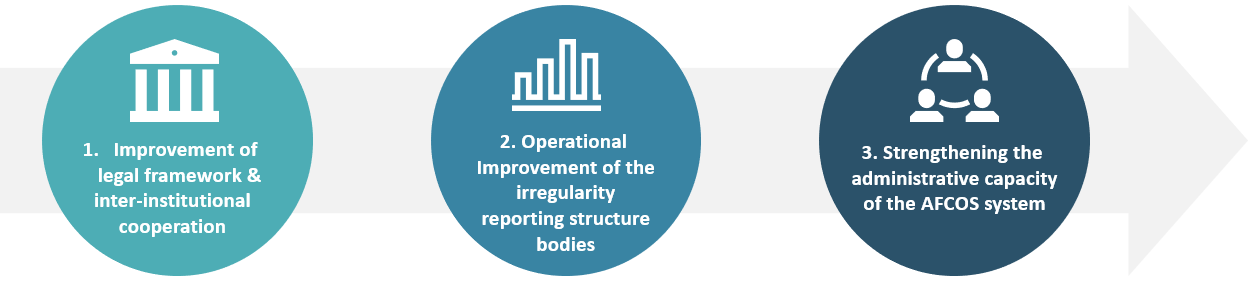 1. Improvement of
legal framework &
inter-institutional
cooperation
2. Operational
Improvement of the
irregularity
reporting structure
bodies
3. Strengthening the
administrative capacity
of the AFCOS system